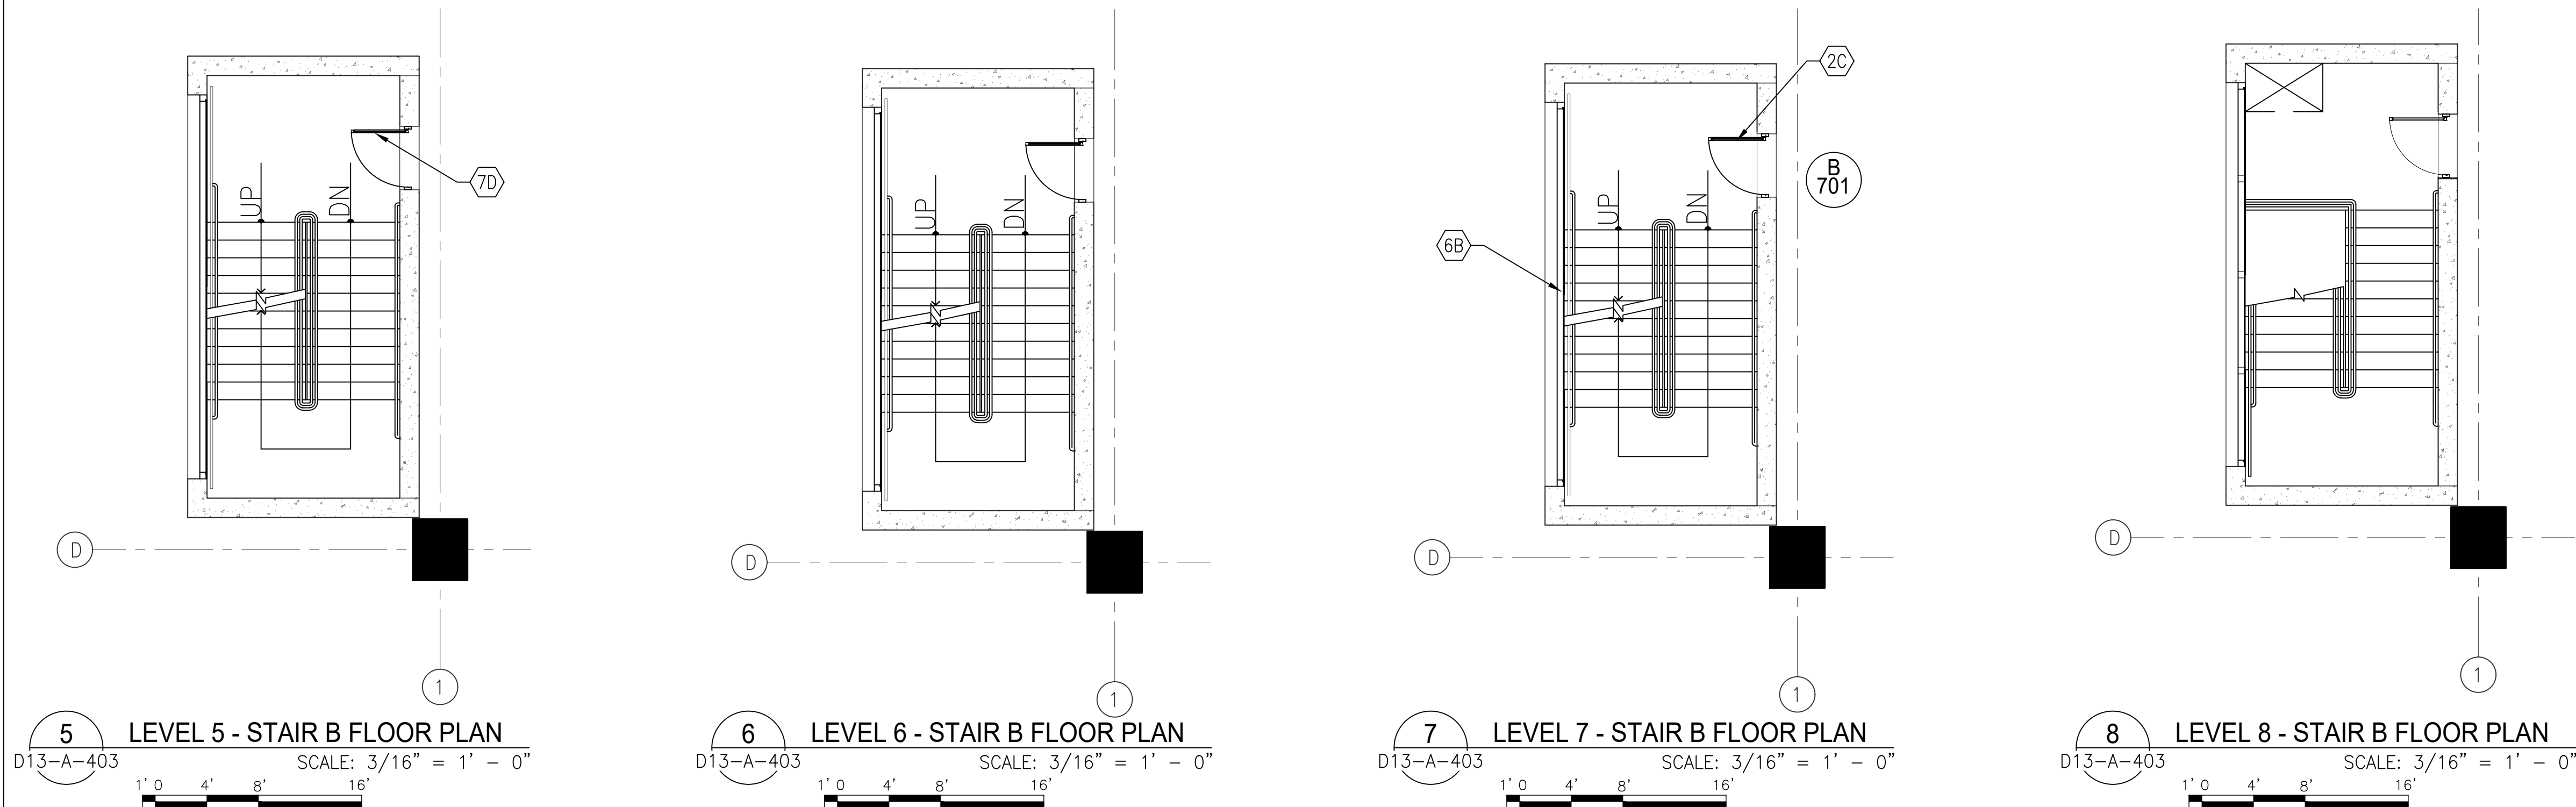 7D
UP
DN
D
1
5
D13-A-403
LEVEL 5 - STAIR B FLOOR PLAN
SCALE: 3/16" = 1' - 0"
1' 0 4' 8' 16'
UP
DN
D
1
6
D13-A-403
LEVEL 6 - STAIR B FLOOR PLAN
SCALE: 3/16" = 1' - 0"
1' 0 4' 8' 16'
2C
B
701
6B
UP
DN
D
1
7
D13-A-403
LEVEL 7 - STAIR B FLOOR PLAN
SCALE: 3/16" = 1' - 0"
1' 0 4' 8' 16'
D
1
8
D13-A-403
LEVEL 8 - STAIR B FLOOR PLAN
SCALE: 3/16" = 1' - 0"
1' 0 4' 8' 16'